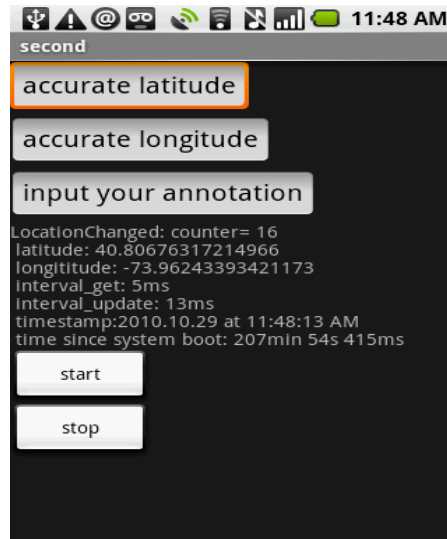 11:48 AM
second
accurate latitude
accurate longitude
input your annotation
LocationChanged: counter= 16
latitude: 40.80676317214966
longititude: -73.96243393421173
interval_get: 5ms
interval_update: 13ms
timestamp:2010.10.29 at 11:48:13 AM
time since system boot: 207min 54s 415ms
start
stop